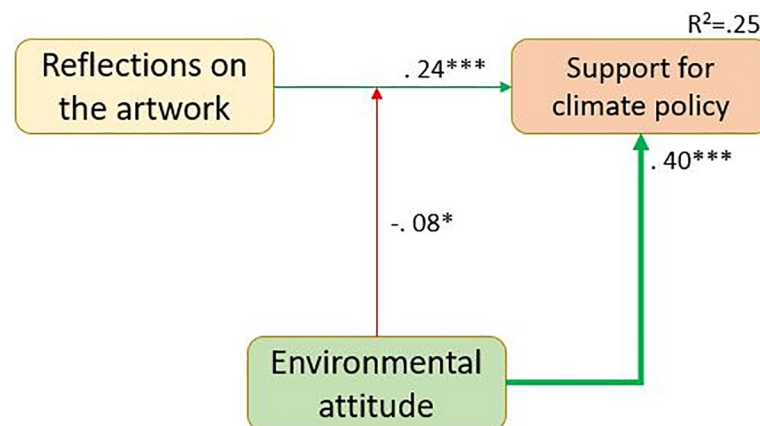 R²=.25
Reflections on
the artwork
. 24***
Support for
climate policy
. 40***
-. 08*
Environmental
attitude